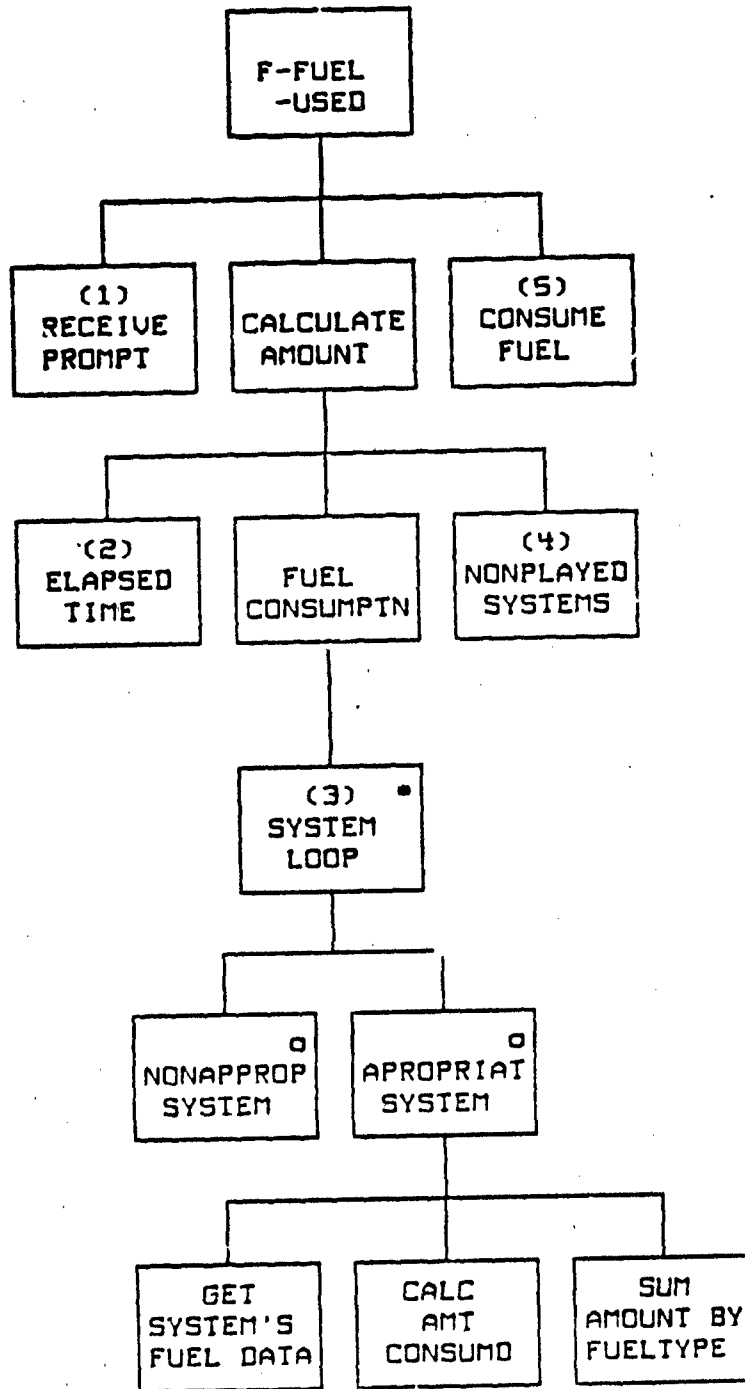 F-FUEL
-USED
(1)
RECEIVE
PROMPT
CALCULATE
AMOUNT
(5)
CONSUME
FUEL
(2)
ELAPSED
TIME
FUEL
CONSUMPTN
(4)
NONPLAYED
SYSTEMS
(3) *
SYSTEM
LOOP
o
NONAPPROP
SYSTEM
o
APROPRIAT
SYSTEM
GET
SYSTEM'S
FUEL DATA
CALC
AMT
CONSUMD
SUM
AMOUNT BY
FUELTYPE